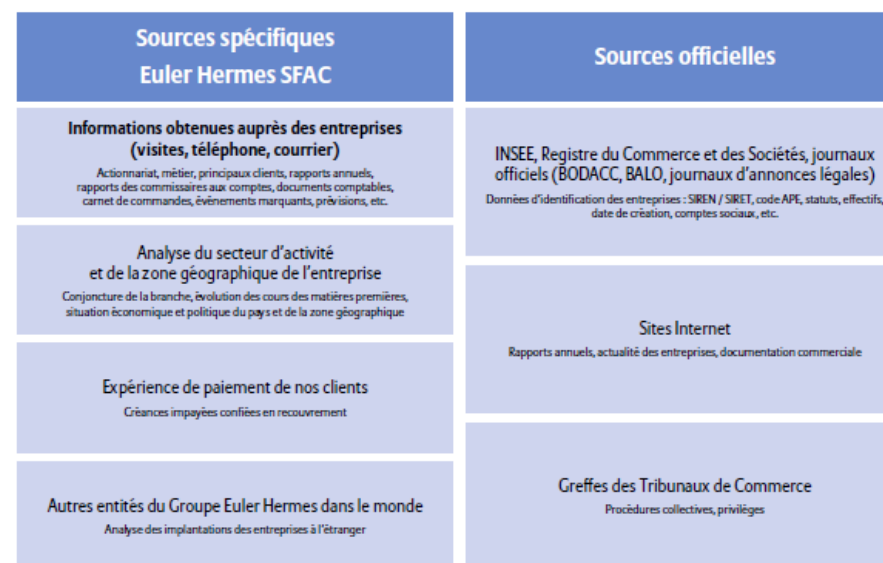 Sources spécifiques
Euler Hermes SFAC
Informations obtenues auprès des entreprises
(visites, téléphone, courrier)
Actionnariat, métier, principaux clients, rapports annuels,
rapports des commissaires aux comptes, documents comptables,
carnet de commandes, évènements marquants, prévisions, etc.
Analyse du secteur d'activité
et de la zone géographique de l'entreprise
Conjoncture de la branche, évolution des cours des matières premières,
situation économique et politique du pays et de la zone géographique
Expérience de paiement de nos clients
Créances impayées confiées en recouvrement
Autres entités du Groupe Euler Hermes dans le monde
Analyse des implantations des entreprises à l'étranger
Sources officielles
INSEE, Registre du Commerce et des Sociétés, journaux
officiels (BODACC, BALO, journaux d'annonces légales)
Données d'identification des entreprises : SIREN / SIRET, code APE, statuts, effectifs,
date de création, comptes sociaux, etc.
Sites Internet
Rapports annuels, actualité des entreprises, documentation commerciale
Greffes des Tribunaux de Commerce
Procédures collectives, privilèges